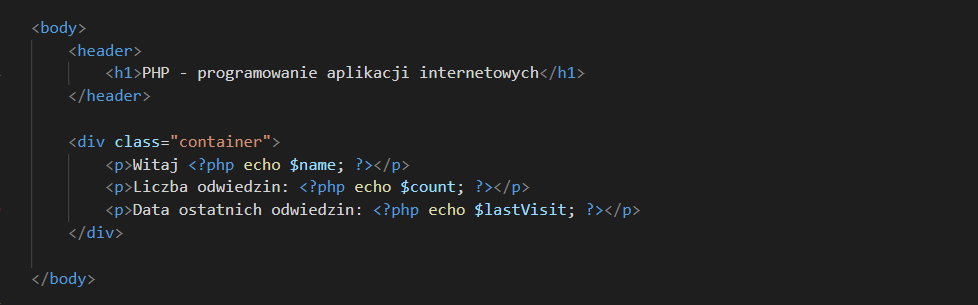 <body>
<header>
<h1>PHP - programowanie aplikacji internetowych</h1>
</header>
<div class="container">
<p>Witaj <?php echo $name; ?></p>
<p>Liczba odwiedzin: <?php echo $count; ?></p>
<p>Data ostatnich odwiedzin: <?php echo $lastVisit; ?></p>
</div>
</body>